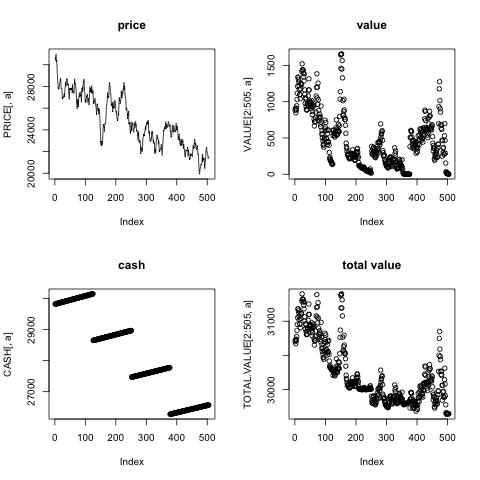 price
PRICE[, a]
20000 24000 28000
0 100 200 300 400 500
Index
value
VALUE[2:505, a]
0 500 1000 1500
0 100 200 300 400 500
Index
cash
CASH[, a]
27000 29000
0 100 200 300 400 500
Index
total value
TOTAL.VALUE[2:505, a]
30000 31000
0 100 200 300 400 500
Index